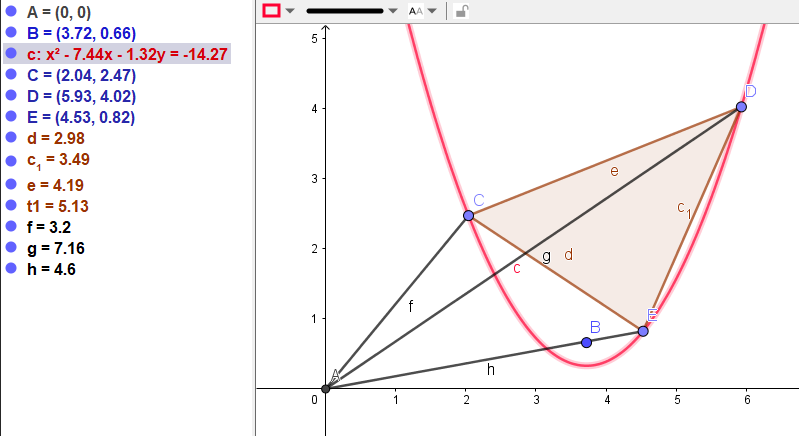 A = (0, 0)
B = (3.72, 0.66)
c: x² - 7.44x - 1.32y = -14.27
C = (2.04, 2.47)
D = (5.93, 4.02)
E = (4.53, 0.82)
d = 2.98
c₁ = 3.49
e = 4.19
t1 = 5.13
f = 3.2
g = 7.16
h = 4.6
AA
5
D
4
e
3
C
c₁
2
g d
c
f
1
B E
h
A
0 1 2 3 4 5 6